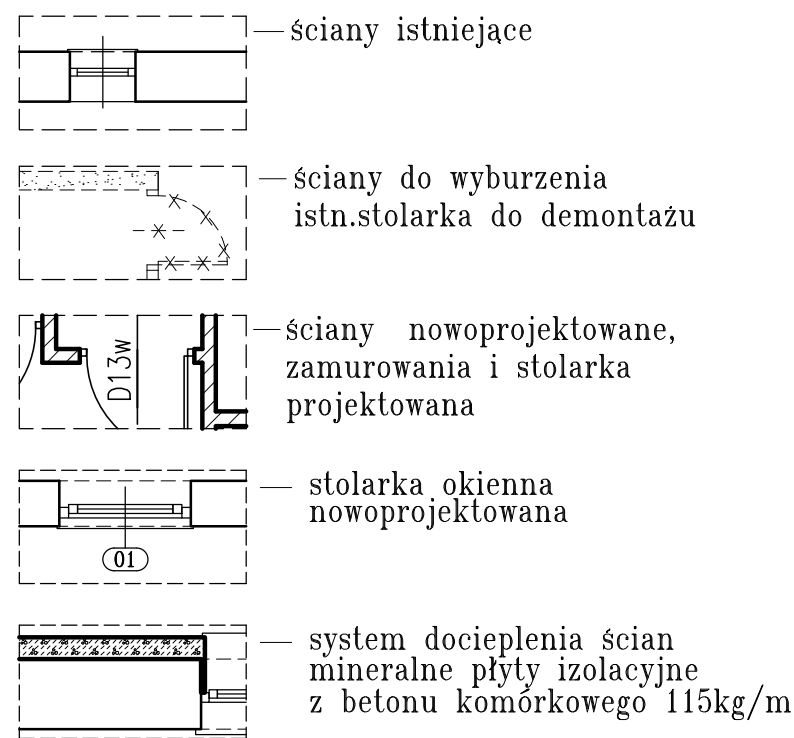 ściany istniejące
ściany do wyburzenia
istn.stolarka do demontażu
ściany nowoprojektowane,
zamurowania i stolarka
projektowana
D13w
stolarka okienna
nowoprojektowana
01
system docieplenia ścian
mineralne płyty izolacyjne
z betonu komórkowego 115kg/m